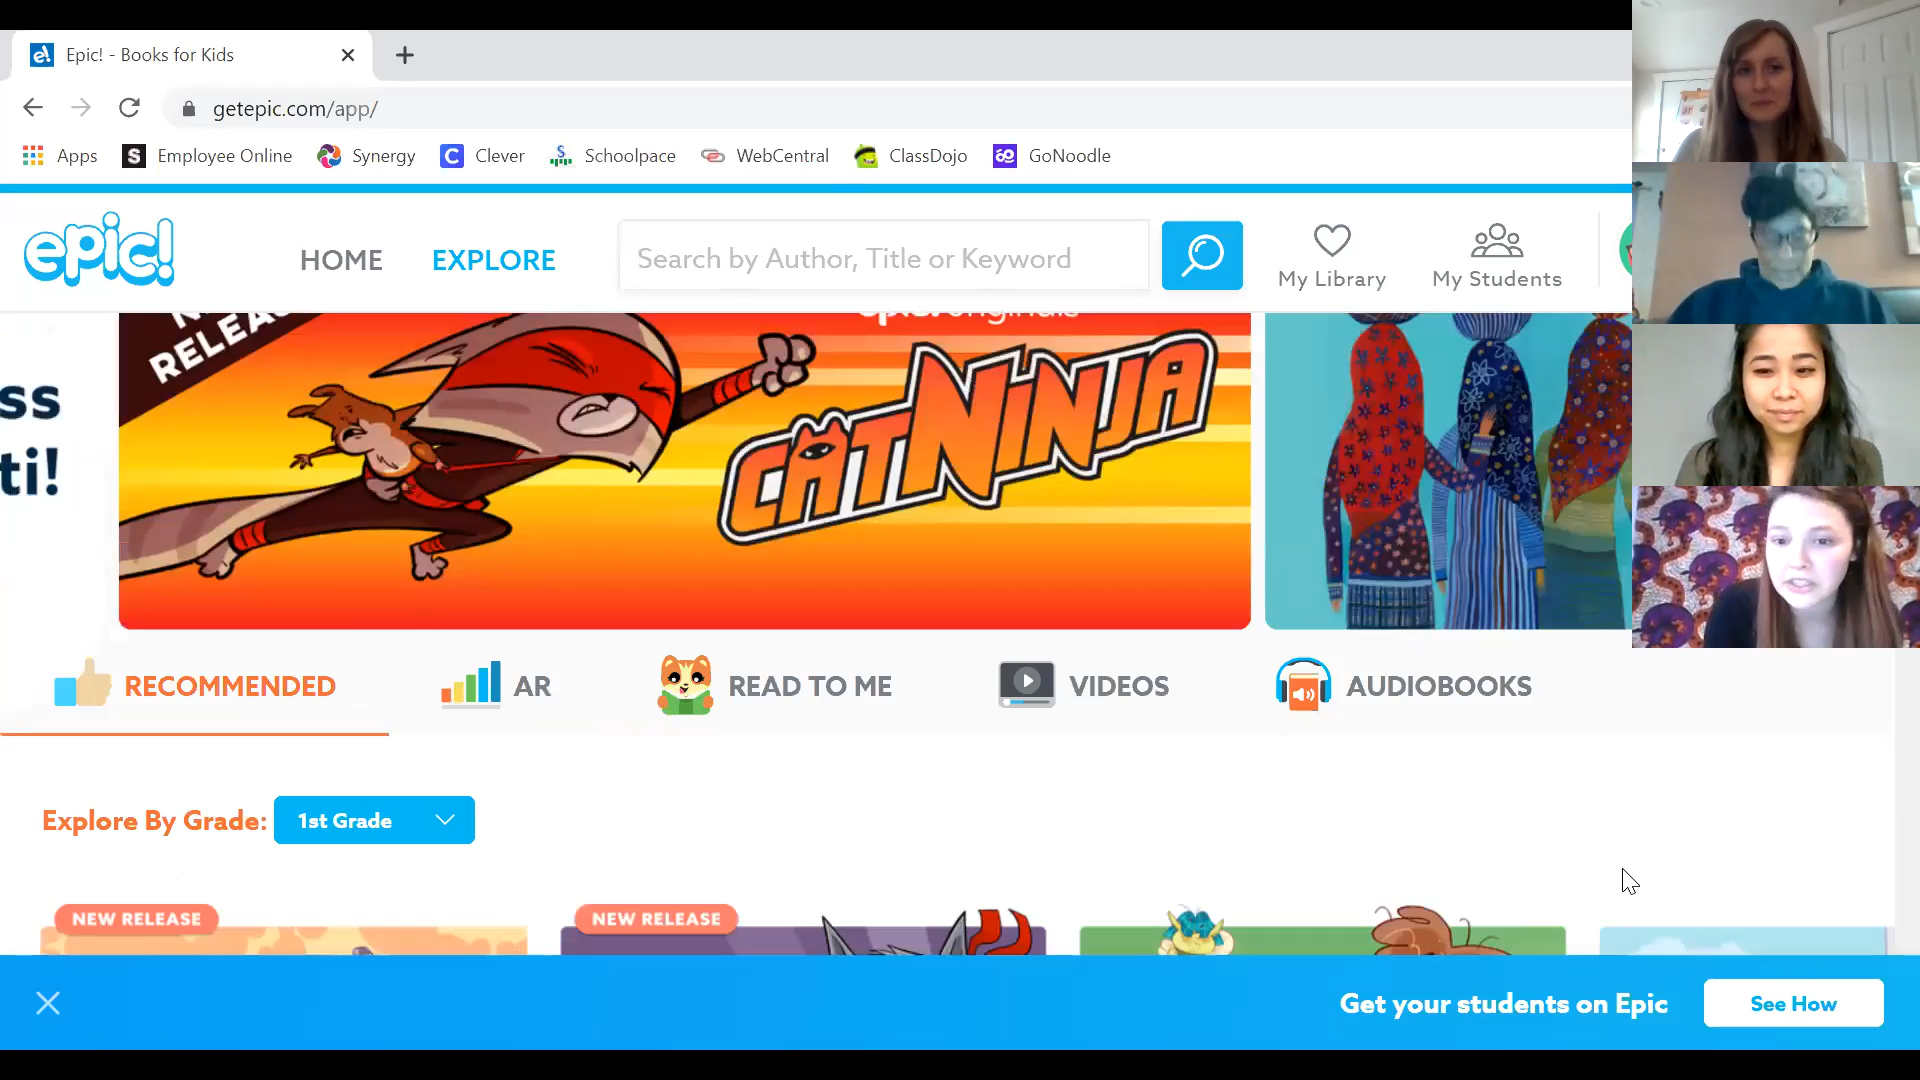 Epic! - Books for Kids
getepic.com/app/
Apps
Employee Online
Synergy
Clever
Schoolpace
WebCentral
ClassDojo
GoNoodle
epic!
HOME
EXPLORE
Search by Author, Title or Keyword
My Library
My Students
epic! originals
CAT NINJA
ti!
RECOMMENDED
AR
READ TO ME
VIDEOS
AUDIOBOOKS
Explore By Grade:
1st Grade
NEW RELEASE
NEW RELEASE
Get your students on Epic
See How